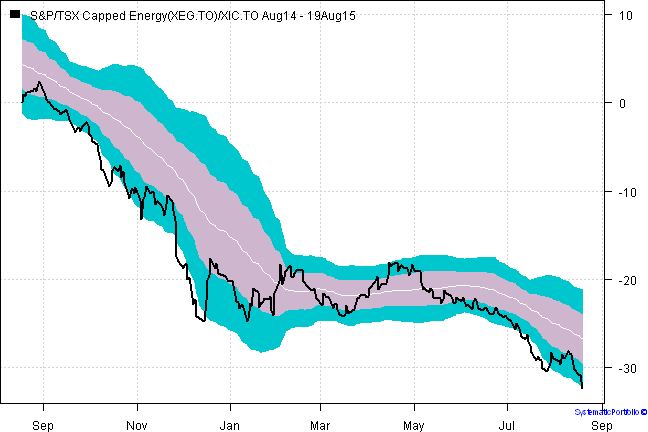 S&P/TSX Capped Energy(XEG.TO)/XIC.TO Aug14 - 19Aug15
10
0
-10
-20
-30
SystematicPortfolio ©
Sep Nov Jan Mar May Jul Sep